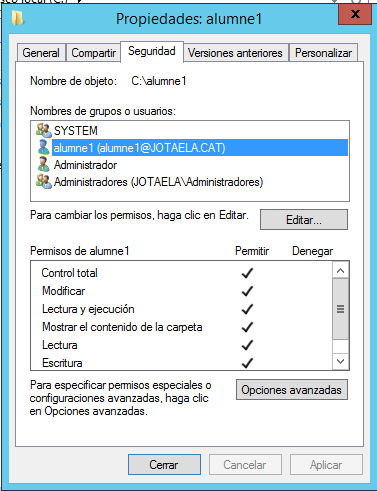 Propiedades: alumne1
x
General
Compartir
Seguridad
Versiones anteriores
Personalizar
Nombre de objeto: C:\alumne1
Nombres de grupos o usuarios:
SYSTEM
alumne1 (alumne1@JOTAELA.CAT)
Administrador
Administradores (JOTAELA\Administradores)
Para cambiar los permisos, haga clic en Editar.
Editar...
Permisos de alumne1 Permitir Denegar
Control total
Modificar
Lectura y ejecución
Mostrar el contenido de la carpeta
Lectura
Escritura
Para especificar permisos especiales o
configuraciones avanzadas, haga clic
en Opciones avanzadas.
Opciones avanzadas
Cerrar
Cancelar
Aplicar